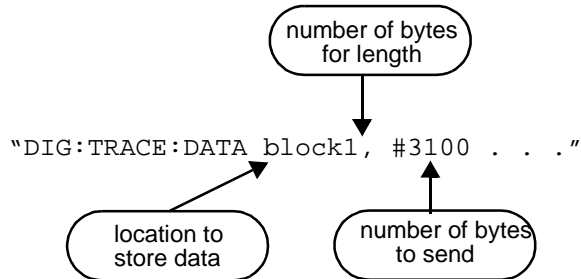 number of bytes
for length
"DIG:TRACE:DATA block1, #3100 . . ."
location to
store data
number of bytes
to send